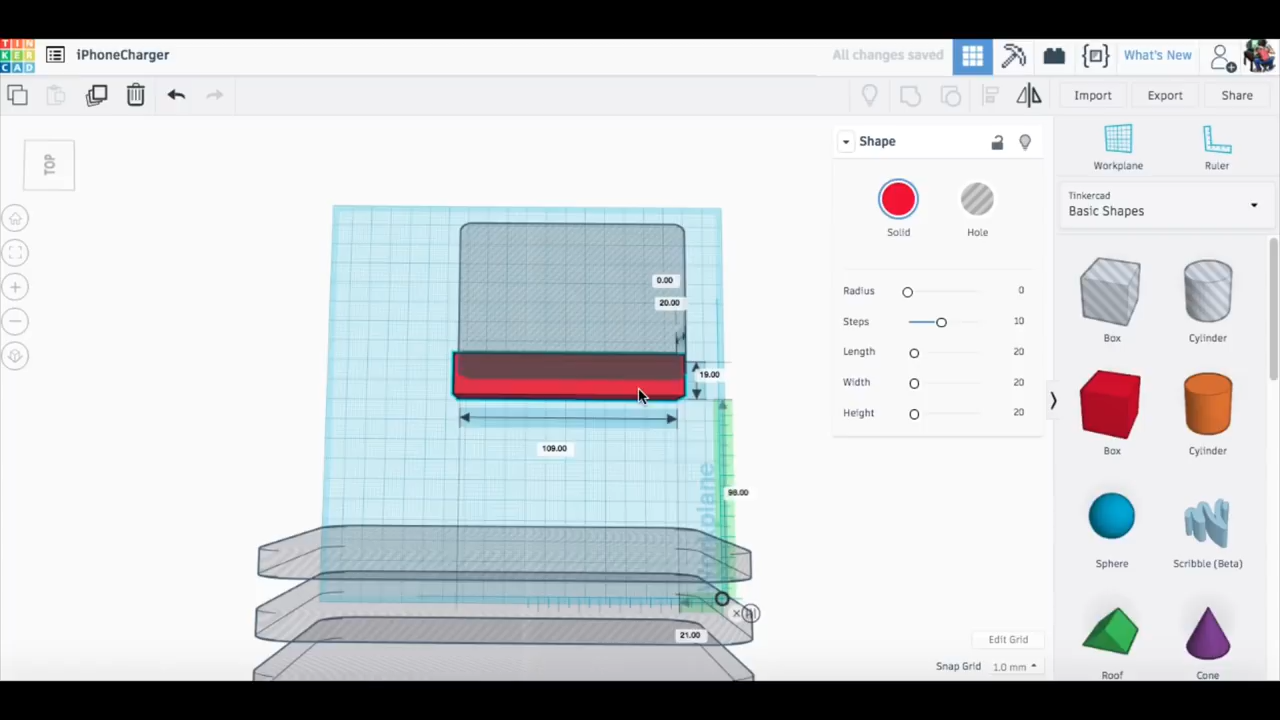 TIN
KER
CAD
iPhoneCharger
All changes saved
What's New
Import
Export
Share
TOP
Shape
Solid
Hole
Radius
0
Steps
10
Length
20
Width
20
Height
20
Workplane
Ruler
Tinkercad
Basic Shapes
Box
Cylinder
Box
Cylinder
Sphere
Scribble (Beta)
Roof
Cone
0.00
20.00
19.00
109.00
98.00
21.00
Workplane
Edit Grid
Snap Grid
1.0 mm